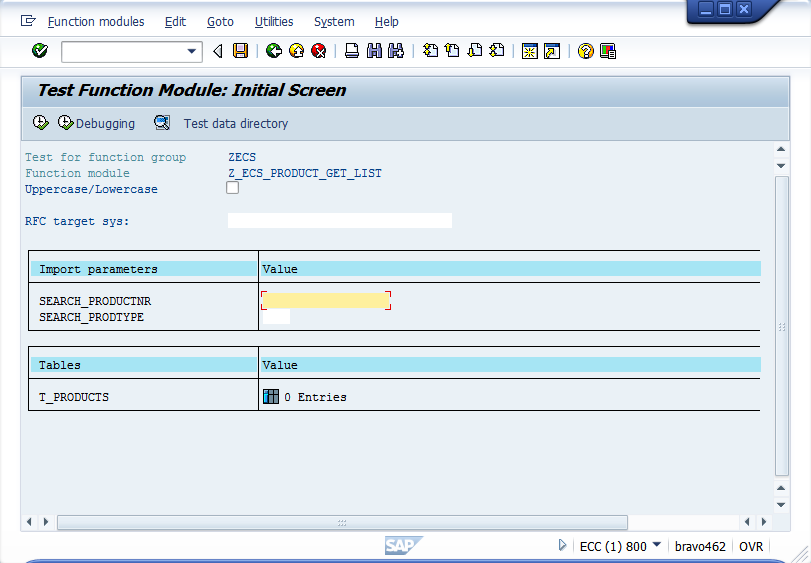 Function modules Edit Goto Utilities System Help
Test Function Module: Initial Screen
Debugging Test data directory
Test for function group ZECS
Function module Z_ECS_PRODUCT_GET_LIST
Uppercase/Lowercase
RFC target sys:
Import parameters Value
SEARCH_PRODUCTNR
SEARCH_PRODTYPE
Tables Value
T_PRODUCTS 0 Entries
SAP ECC (1) 800 bravo462 OVR